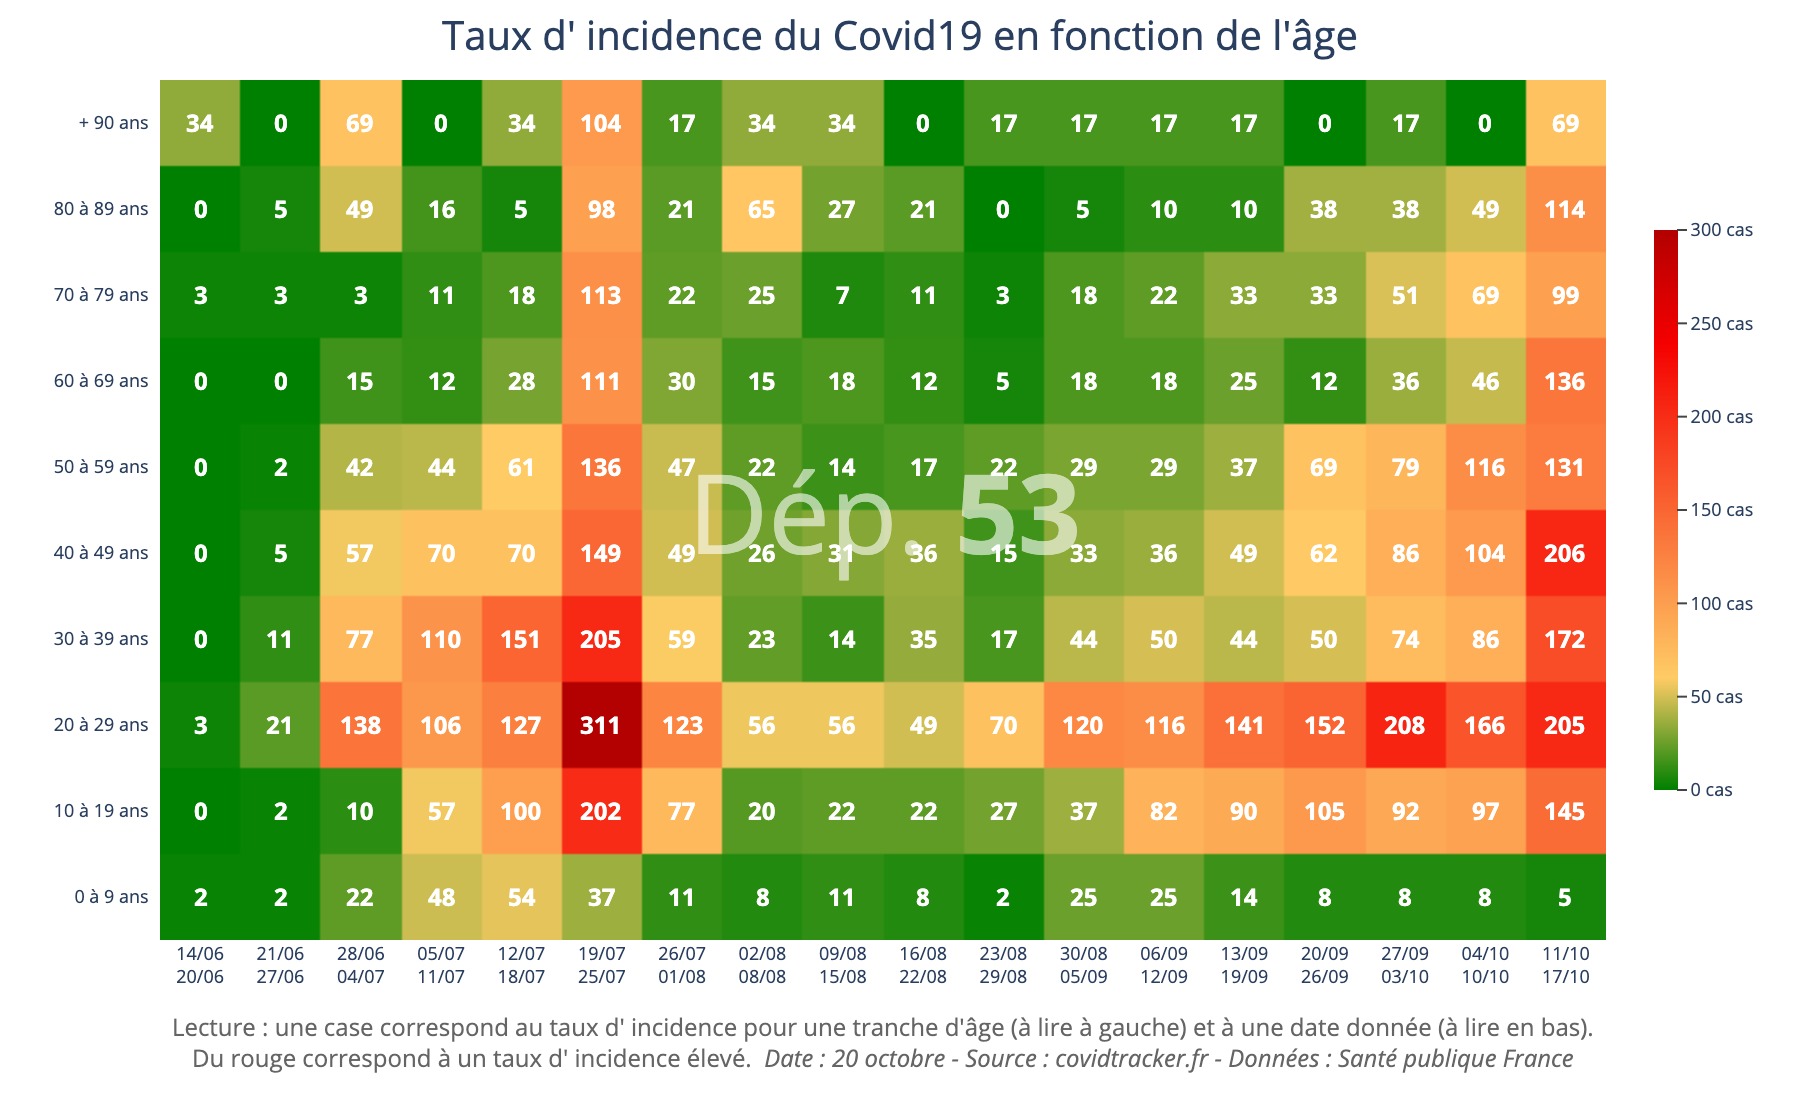 Taux d' incidence du Covid19 en fonction de l'âge
+ 90 ans 34 0 69 0 34 104 17 34 34 0 17 17 17 17 0 17 0 69
80 à 89 ans 0 5 49 16 5 98 21 65 27 21 0 5 10 10 38 38 49 114
300 cas
70 à 79 ans 3 3 3 11 18 113 22 25 7 11 3 18 22 33 33 51 69 99
250 cas
60 à 69 ans 0 0 15 12 28 111 30 15 18 12 5 18 18 25 12 36 46 136
200 cas
50 à 59 ans 0 2 42 44 61 136 47 22 14 17 22 29 29 37 69 79 116 131
Dép. 53
150 cas
40 à 49 ans 0 5 57 70 70 149 49 26 31 36 15 33 36 49 62 86 104 206
100 cas
30 à 39 ans 0 11 77 110 151 205 59 23 14 35 17 44 50 44 50 74 86 172
50 cas
20 à 29 ans 3 21 138 106 127 311 123 56 56 49 70 120 116 141 152 208 166 205
0 cas
10 à 19 ans 0 2 10 57 100 202 77 20 22 22 27 37 82 90 105 92 97 145
0 à 9 ans 2 2 22 48 54 37 11 8 11 8 2 25 25 14 8 8 8 5
14/06 21/06 28/06 05/07 12/07 19/07 26/07 02/08 09/08 16/08 23/08 30/08 06/09 13/09 20/09 27/09 04/10 11/10
20/06 27/06 04/07 11/07 18/07 25/07 01/08 08/08 15/08 22/08 29/08 05/09 12/09 19/09 26/09 03/10 10/10 17/10
Lecture : une case correspond au taux d' incidence pour une tranche d'âge (à lire à gauche) et à une date donnée (à lire en bas).
Du rouge correspond à un taux d' incidence élevé. Date : 20 octobre - Source : covidtracker.fr - Données : Santé publique France